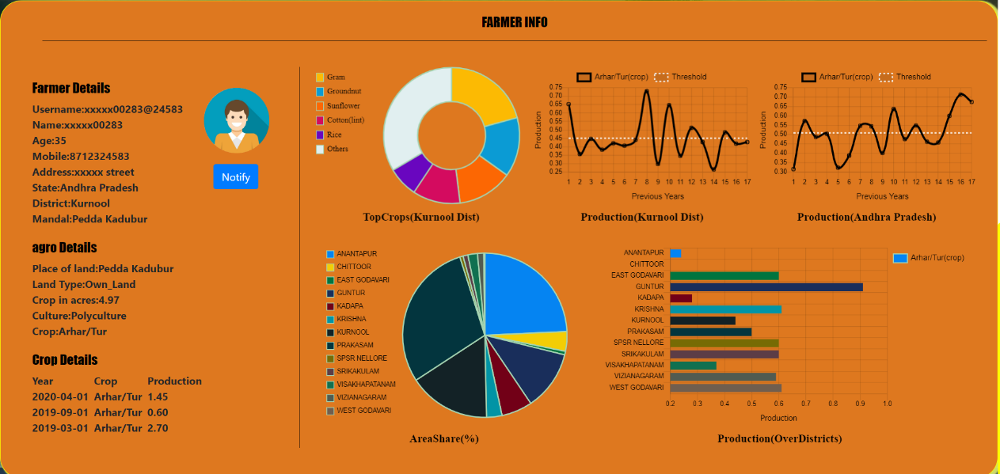 FARMER INFO
Farmer Details
Username:xxxxx00283@24583
Name:xxxxx00283
Age:35
Mobile:8712324583
Address:xxxxx street
State:Andhra Pradesh
District:Kurnool
Mandal:Pedda Kadubur
Notify
agro Details
Place of land:Pedda Kadubur
Land Type:Own_Land
Crop in acres:4.97
Culture:Polyculture
Crop:Arhar/Tur
Crop Details
Year Crop Production
2020-04-01 Arhar/Tur 1.45
2019-09-01 Arhar/Tur 0.60
2019-03-01 Arhar/Tur 2.70
Gram
Groundnut
Sunflower
Cotton(lint)
Rice
Others
TopCrops(Kurnool Dist)
Arhar/Tur(crop) Threshold
0.75
0.70
0.65
0.60
0.55
0.50
0.45
0.40
0.35
0.30
0.25
Production
1 2 3 4 5 6 7 8 9 10 11 12 13 14 15 16 17
Previous Years
Production(Kurnool Dist)
Arhar/Tur(crop) Threshold
0.75
0.70
0.65
0.60
0.55
0.50
0.45
0.40
0.35
0.30
Production
1 2 3 4 5 6 7 8 9 10 11 12 13 14 15 16 17
Previous Years
Production(Andhra Pradesh)
ANANTAPUR
CHITTOOR
EAST GODAVARI
GUNTUR
KADAPA
KRISHNA
KURNOOL
PRAKASAM
SPSR NELLORE
SRIKAKULAM
VISAKHAPATANAM
VIZIANAGARAM
WEST GODAVARI
AreaShare(%)
Arhar/Tur(crop)
ANANTAPUR
CHITTOOR
EAST GODAVARI
GUNTUR
KADAPA
KRISHNA
KURNOOL
PRAKASAM
SPSR NELLORE
SRIKAKULAM
VISAKHAPATANAM
VIZIANAGARAM
WEST GODAVARI
0.2 0.3 0.4 0.5 0.6 0.7 0.8 0.9 1.0
Production
Production(OverDistricts)